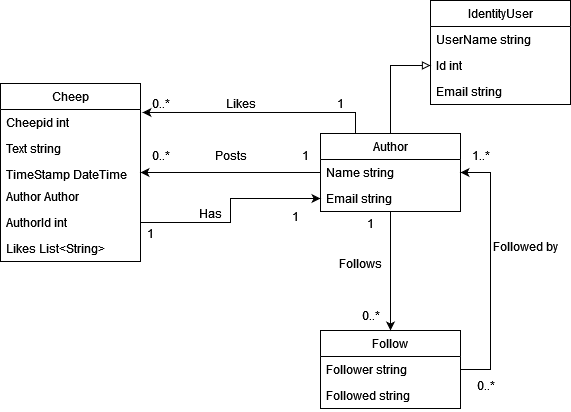 IdentityUser
UserName string
Id int
Email string
Cheep
Cheepid int
Text string
TimeStamp DateTime
Author Author
AuthorId int
Likes List<String>
0..*
Likes
1
0..*
Posts
1
1
Has
1
Author
Name string
Email string
1..*
1
Follows
0..*
Followed by
0..*
Follow
Follower string
Followed string